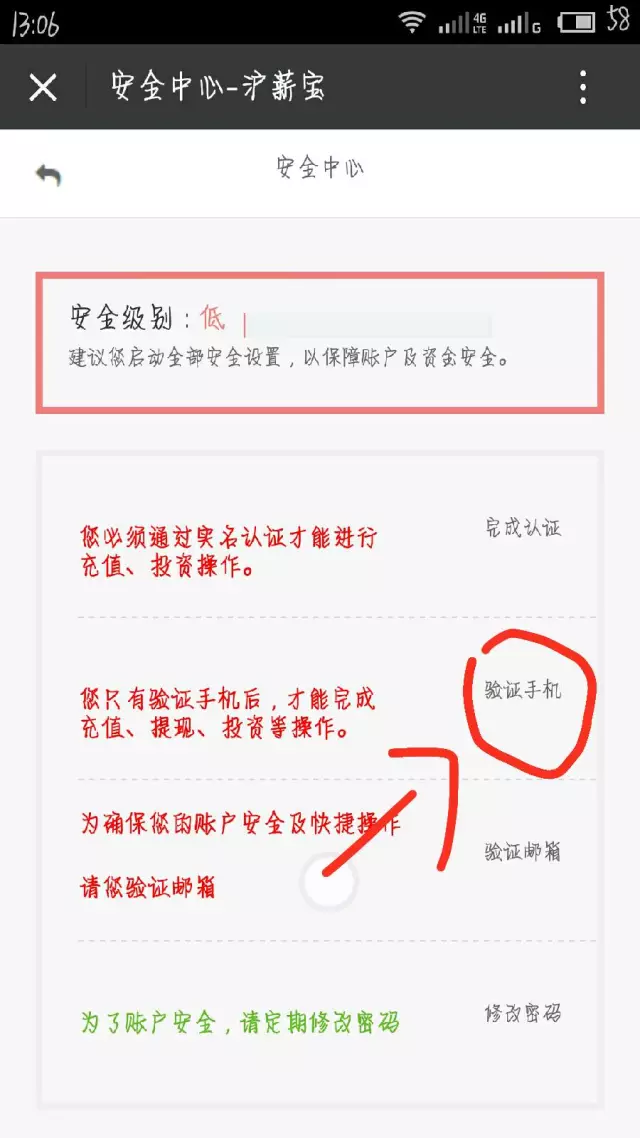 13:06
4G
LTE
G
58
安全中心-沪薪宝
安全中心
安全级别：低
建议您启动全部安全设置，以保障账户及资金安全。
您必须通过实名认证才能进行
充值、投资操作。
完成认证
您只有验证手机后，才能完成
充值、提现、投资等操作。
验证手机
为确保您的账户安全及快捷操作
请您验证邮箱
验证邮箱
为了账户安全，请定期修改密码
修改密码